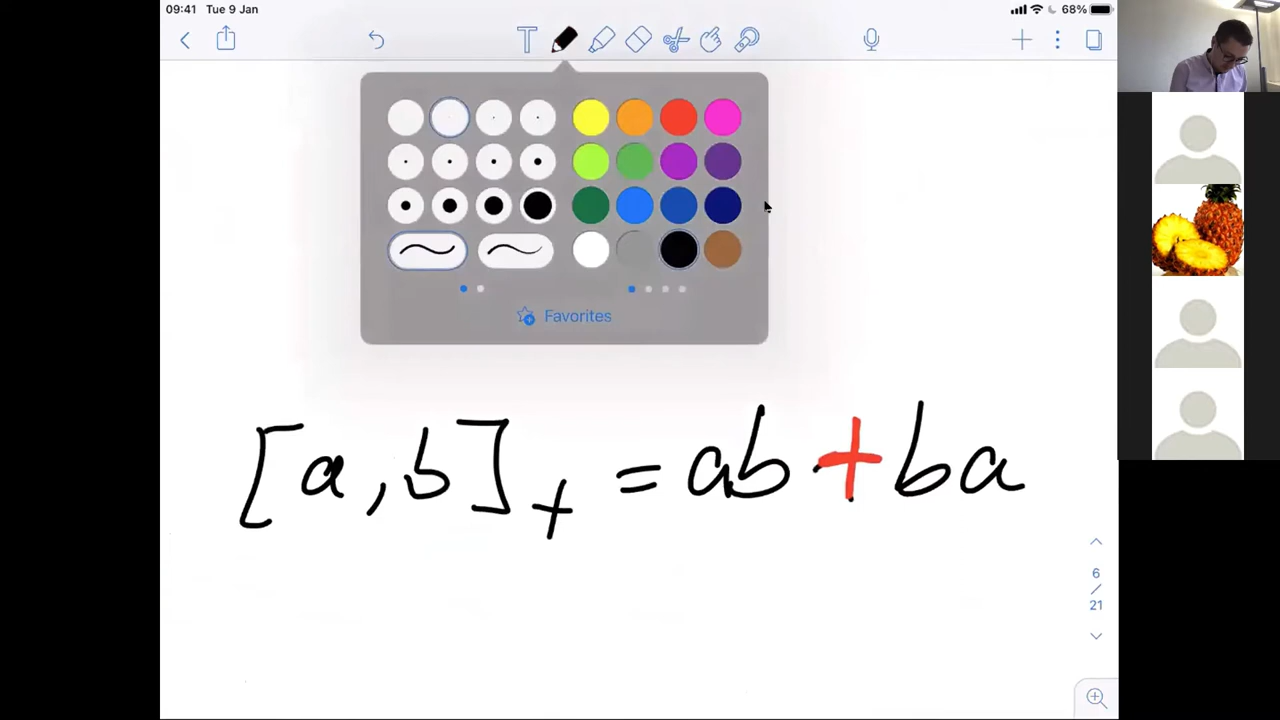 09:41 Tue 9 Jan 68%
T
Favorites
[a, b]₊ = ab + ba
6
/
21